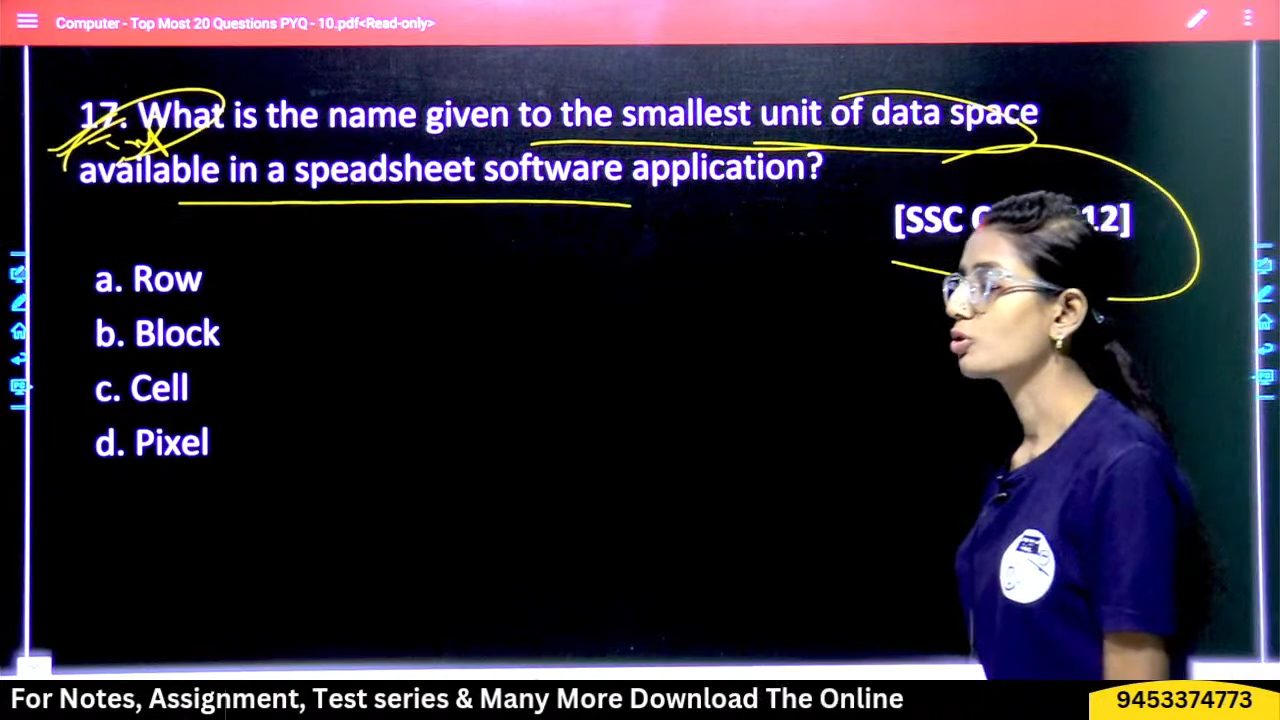 Computer - Top Most 20 Questions PYQ - 10.pdf<Read-only>
17. What is the name given to the smallest unit of data space
available in a speadsheet software application?
[SSC 12]
a. Row
b. Block
c. Cell
d. Pixel
For Notes, Assignment, Test series & Many More Download The Online
9453374773